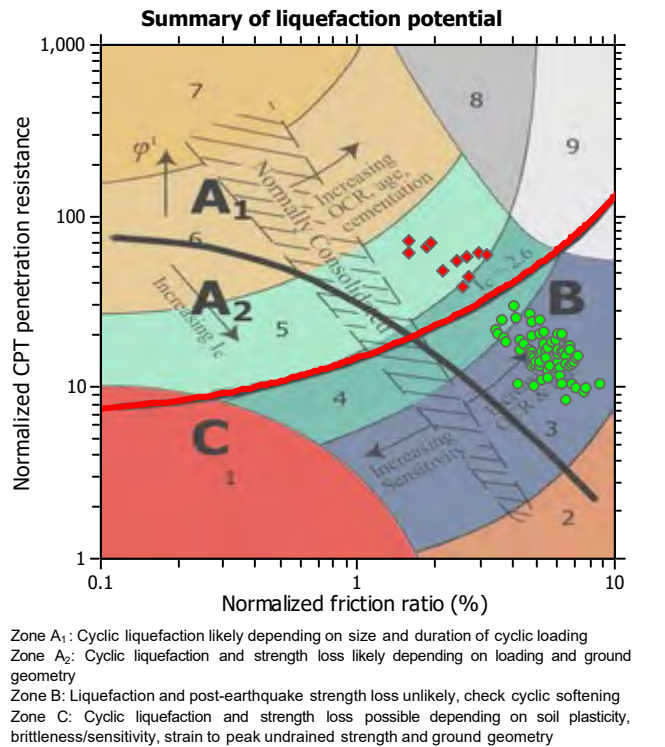 Summary of liquefaction potential
Normalized CPT penetration resistance
1,000
100
10
1
0.1
1
10
Normalized friction ratio (%)
7
8
9
φ'
A1
Increasing
OCR, age,
cementation
Normally Consolidated
6
A2
Increasing Ic
5
Ic = 2.6
B
4
C
1
Increasing
Sensitivity
OCR &
3
2
Zone A1: Cyclic liquefaction likely depending on size and duration of cyclic loading
Zone A2: Cyclic liquefaction and strength loss likely depending on loading and ground
geometry
Zone B: Liquefaction and post-earthquake strength loss unlikely, check cyclic softening
Zone C: Cyclic liquefaction and strength loss possible depending on soil plasticity,
brittleness/sensitivity, strain to peak undrained strength and ground geometry